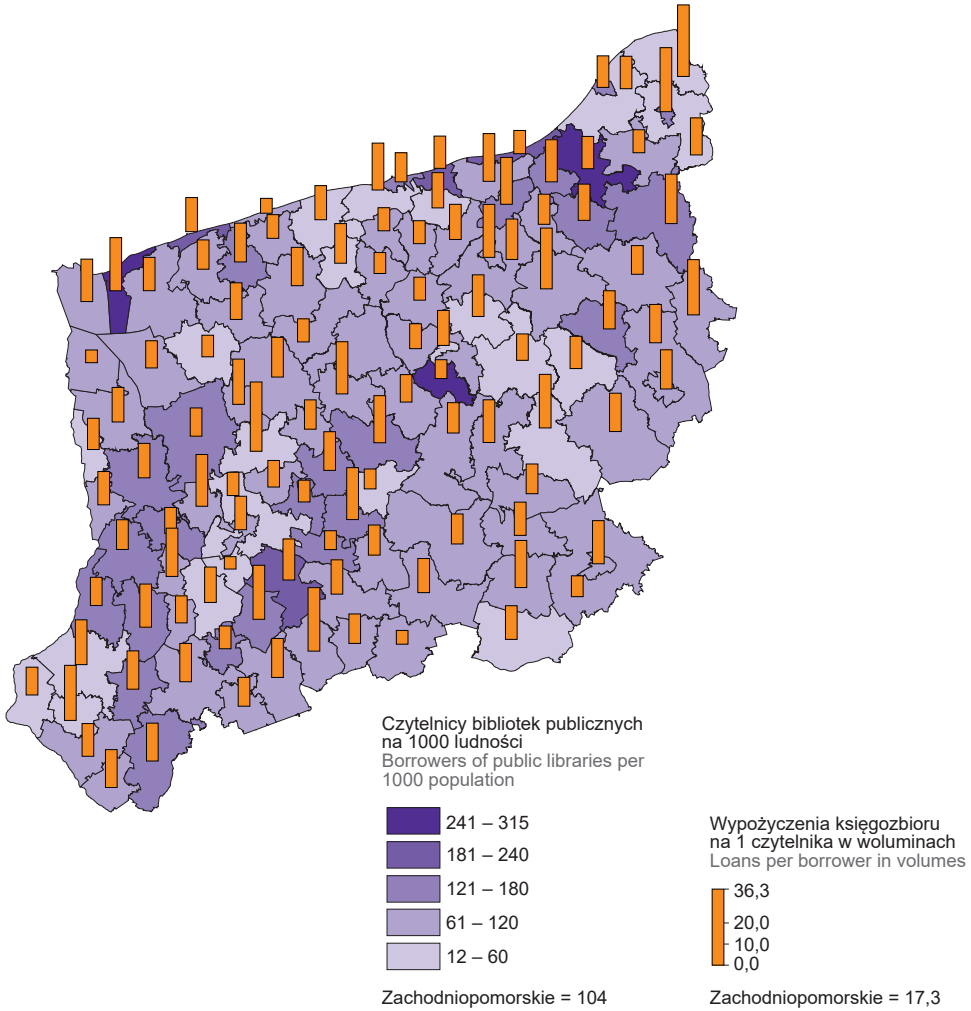 Czytelnicy bibliotek publicznych
na 1000 ludności
Borrowers of public libraries per
1000 population
241 – 315
181 – 240
121 – 180
61 – 120
12 – 60
Zachodniopomorskie = 104
Wypożyczenia księgozbioru
na 1 czytelnika w woluminach
Loans per borrower in volumes
36,3
20,0
10,0
0,0
Zachodniopomorskie = 17,3